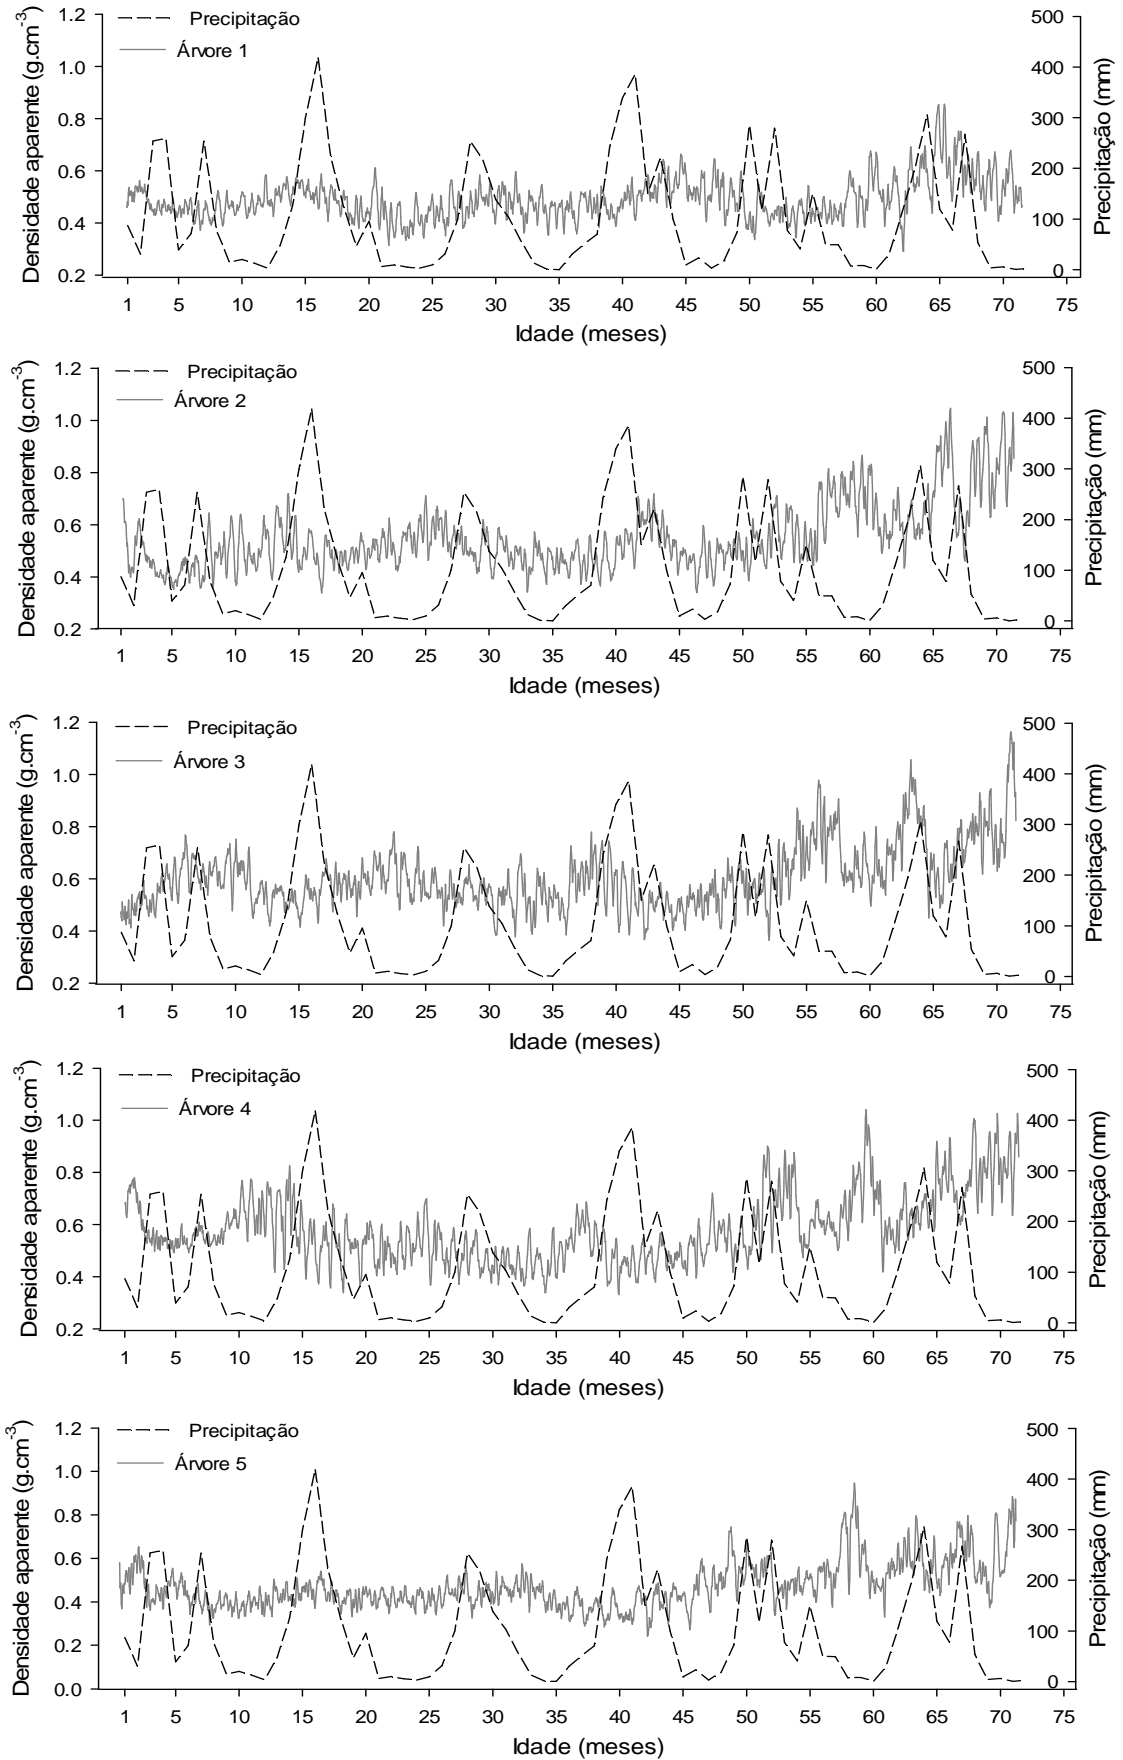 Densidade aparente (g.cm-3)
1.2
1.0
0.8
0.6
0.4
0.2
Precipitação
Árvore 1
500
400
300
200
100
0
Precipitação (mm)
1 5 10 15 20 25 30 35 40 45 50 55 60 65 70 75
Idade (meses)
Densidade aparente (g.cm-3)
1.2
1.0
0.8
0.6
0.4
0.2
Precipitação
Árvore 2
500
400
300
200
100
0
Precipitação (mm)
1 5 10 15 20 25 30 35 40 45 50 55 60 65 70 75
Idade (meses)
Densidade aparente (g.cm-3)
1.2
1.0
0.8
0.6
0.4
0.2
Precipitação
Árvore 3
500
400
300
200
100
0
Precipitação (mm)
1 5 10 15 20 25 30 35 40 45 50 55 60 65 70 75
Idade (meses)
Densidade aparente (g.cm-3)
1.2
1.0
0.8
0.6
0.4
0.2
Precipitação
Árvore 4
500
400
300
200
100
0
Precipitação (mm)
1 5 10 15 20 25 30 35 40 45 50 55 60 65 70 75
Idade (meses)
Densidade aparente (g.cm-3)
1.2
1.0
0.8
0.6
0.4
0.2
0.0
Precipitação
Árvore 5
500
400
300
200
100
0
Precipitação (mm)
1 5 10 15 20 25 30 35 40 45 50 55 60 65 70 75
Idade (meses)